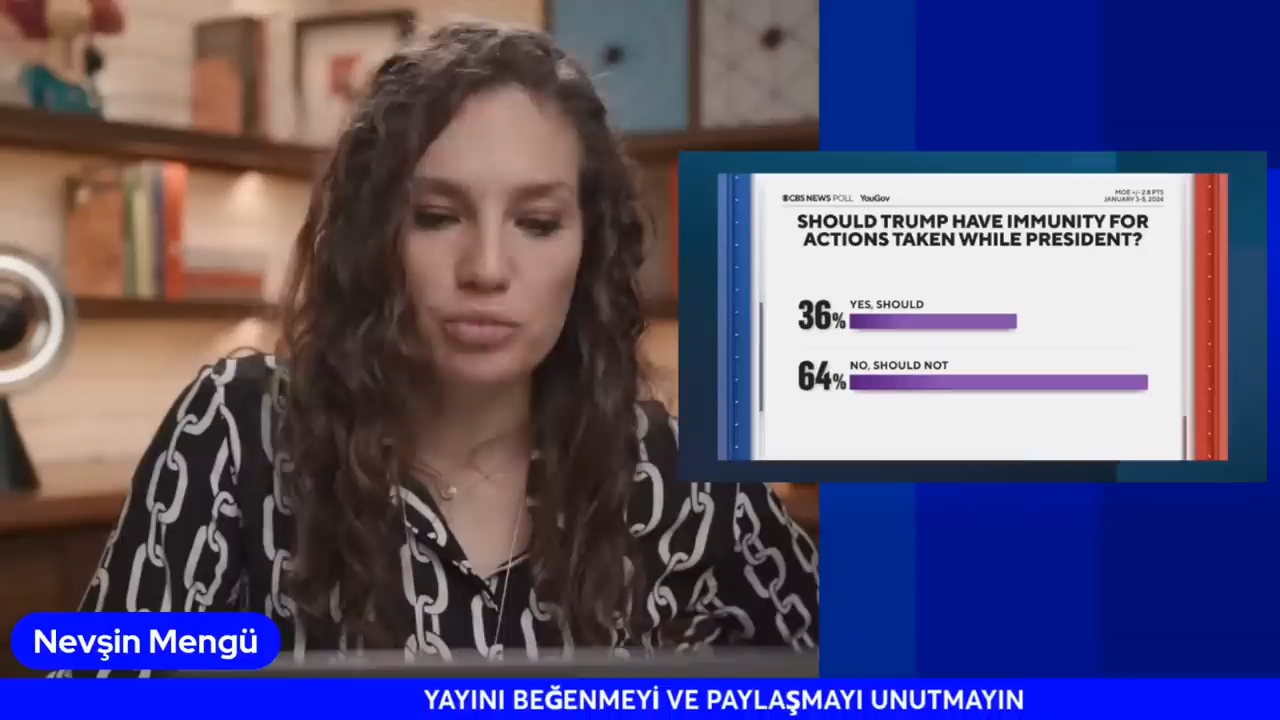 CBS NEWS POLL YouGov
MOE +/- 2.8 PTS
JANUARY 3-5, 2024
SHOULD TRUMP HAVE IMMUNITY FOR
ACTIONS TAKEN WHILE PRESIDENT?
36% YES, SHOULD
64% NO, SHOULD NOT
Nevşin Mengü
YAYINI BEĞENMEYİ VE PAYLAŞMAYI UNUTMAYIN